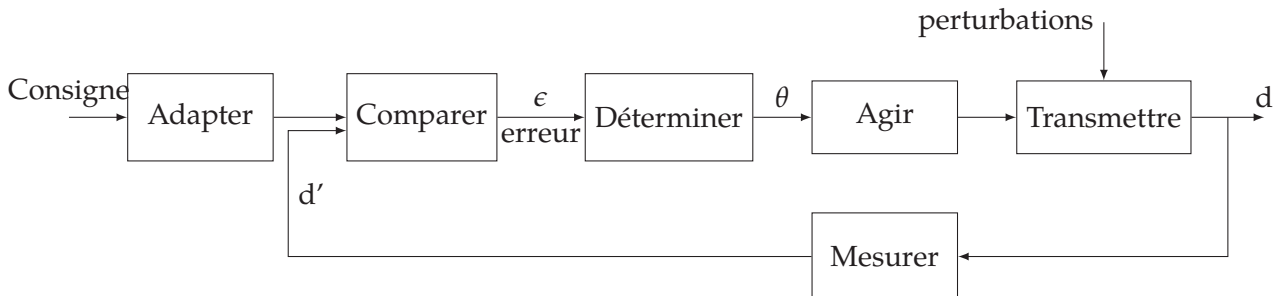 perturbations
Consigne
Adapter
Comparer
ϵ
erreur
Déterminer
θ
Agir
Transmettre
d
d′
Mesurer